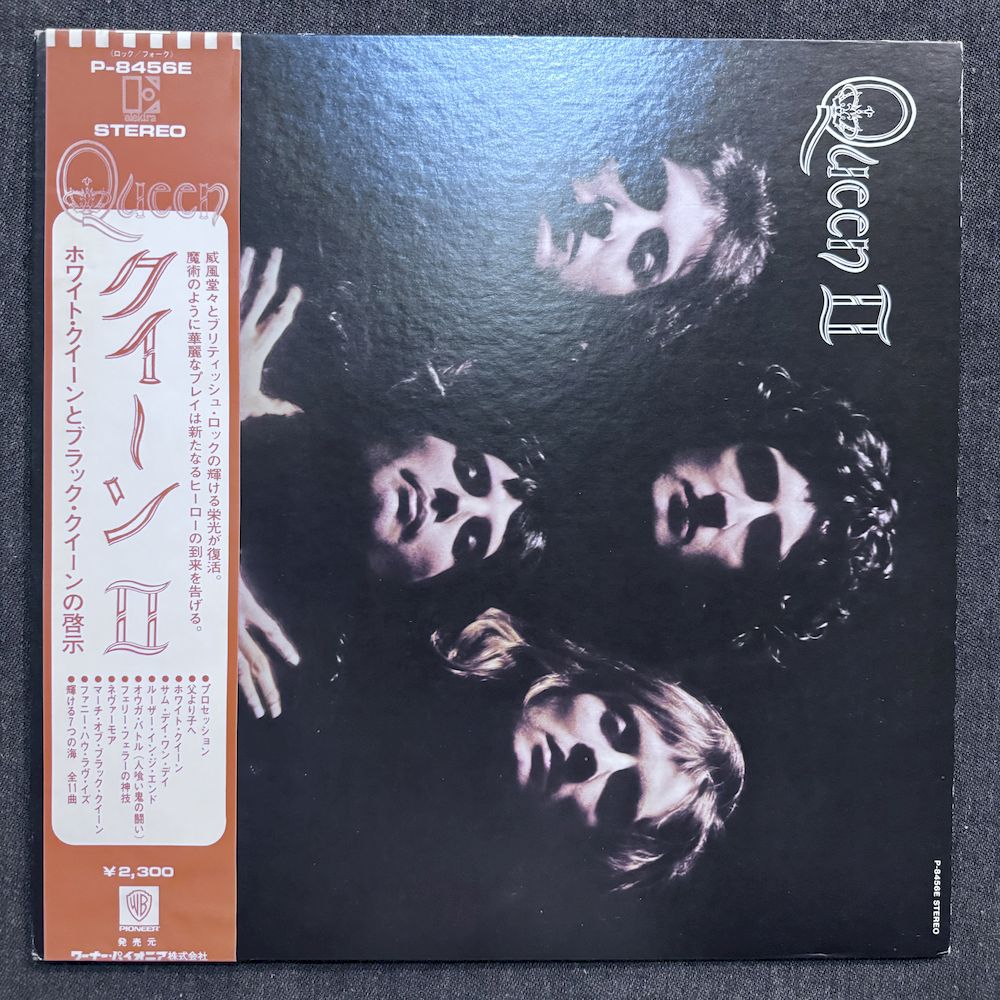 (ロック/フォーク)
P-8456E
elektra
STEREO
Queen
クイーン II
ホワイト・クイーンとブラック・クイーンの啓示
威風堂々とブリティッシュ・ロックの輝ける栄光が復活。
魔術のように華麗なプレイは新たなるヒーローの到来を告げる。
●プロセッション
●父より子へ
●ホワイト・クイーン
●サム・デイ・ワン・デイ
●ルーザー・イン・ジ・エンド
●オウガ・バトル(人喰い鬼の闘い)
●フェリー・フェラーの神技
●ネヴァーモア
●マーチ・オブ・ブラック・クイーン
●ファニー・ハウ・ラヴ・イズ
●輝ける7つの海 全11曲
¥2,300
WB
PIONEER
発売元
ワーナー・パイオニア株式会社
Queen II
P-8456E STEREO